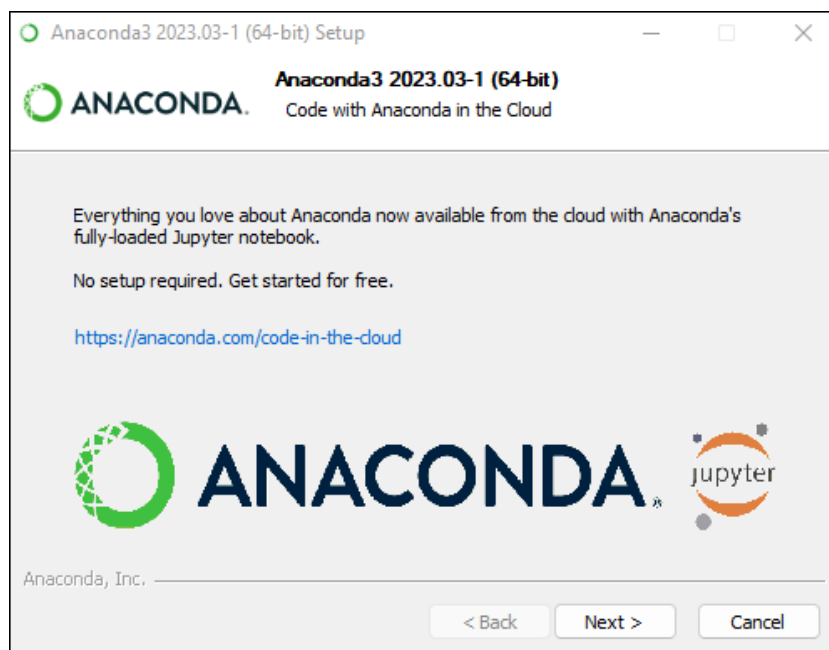 Anaconda3 2023.03-1 (64-bit) Setup
Anaconda3 2023.03-1 (64-bit)
ANACONDA.
Code with Anaconda in the Cloud
Everything you love about Anaconda now available from the cloud with Anaconda's
fully-loaded Jupyter notebook.
No setup required. Get started for free.
https://anaconda.com/code-in-the-cloud
ANACONDA.®
jupyter
Anaconda, Inc.
< Back
Next >
Cancel